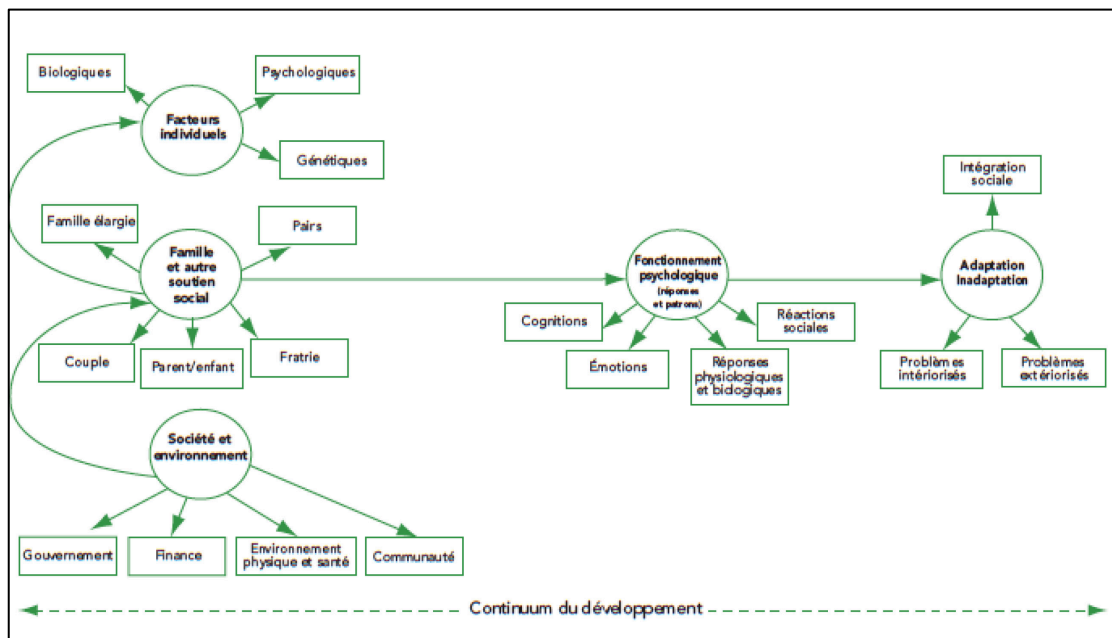 Biologiques
Psychologiques
Facteurs
individuels
Génétiques
Famille élargie
Pairs
Famille
et autre
soutien
social
Couple
Parent/enfant
Fratrie
Société et
environnement
Gouvernement
Finance
Environnement
physique et santé
Communauté
Fonctionnement
psychologique
(réponses
et patrons)
Cognitions
Émotions
Réponses
physiologiques
et biologiques
Réactions
sociales
Intégration
sociale
Adaptation
Inadaptation
Problèmes
intériorisés
Problèmes
extériorisés
Continuum du développement